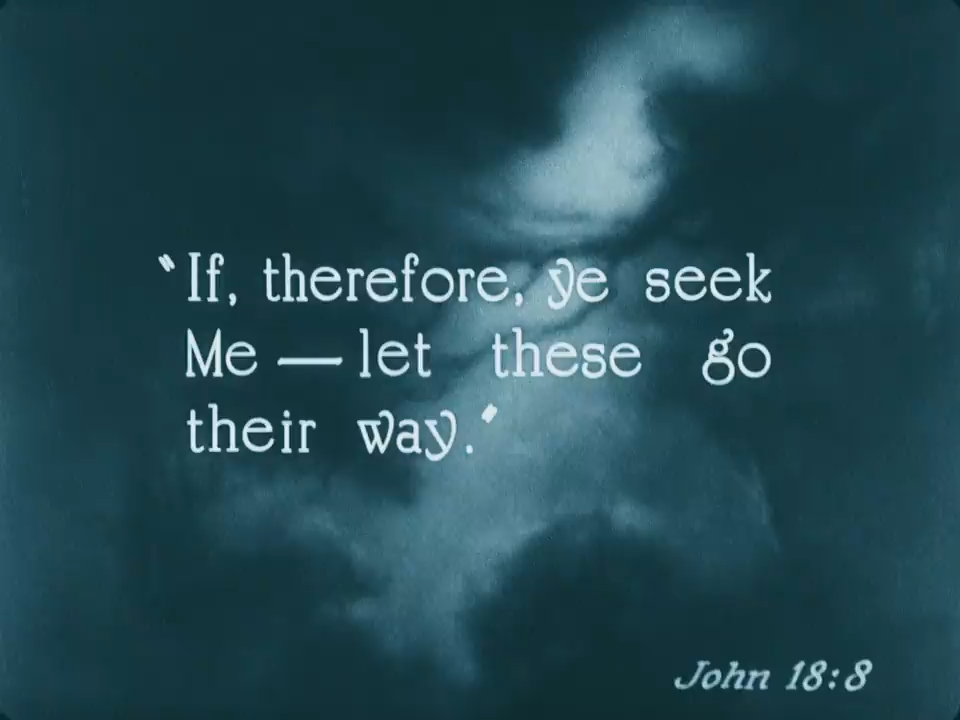 "If, therefore, ye seek
Me — let these go
their way."
John 18:8